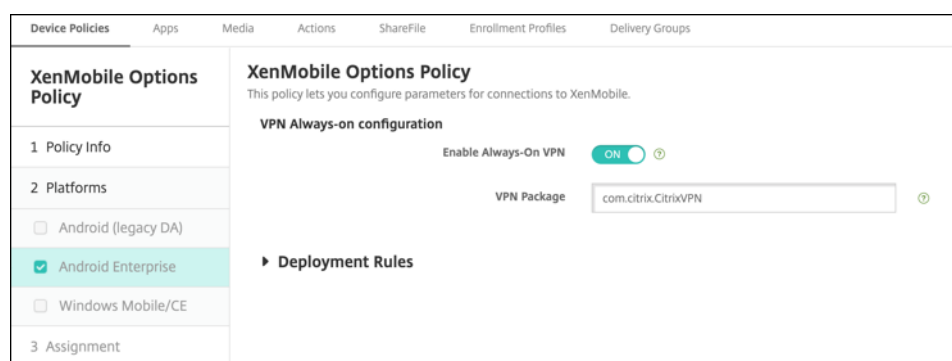 Device Policies Apps Media Actions ShareFile Enrollment Profiles Delivery Groups
XenMobile Options
Policy
1 Policy Info
2 Platforms
Android (legacy DA)
Android Enterprise
Windows Mobile/CE
3 Assignment
XenMobile Options Policy
This policy lets you configure parameters for connections to XenMobile.
VPN Always-on configuration
Enable Always-On VPN ON ?
VPN Package com.citrix.CitrixVPN ?
Deployment Rules